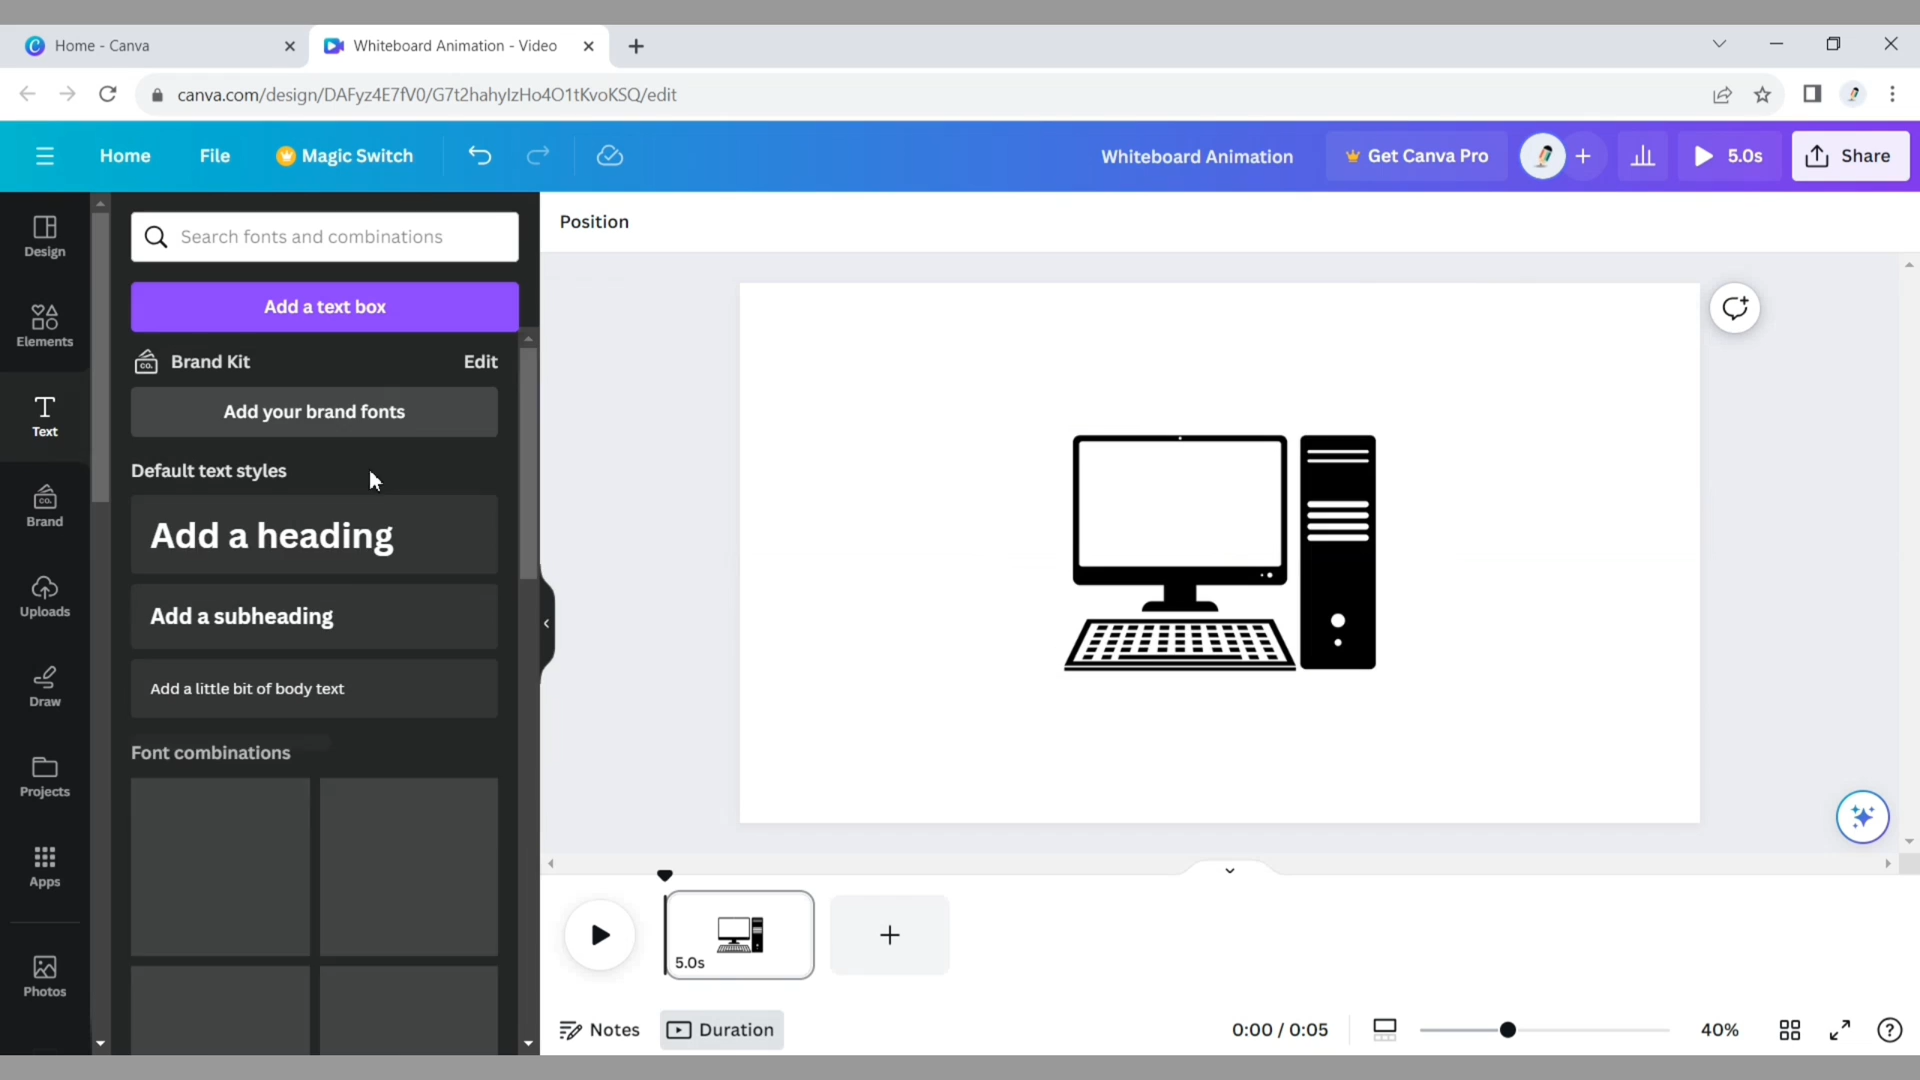 Home - Canva
Whiteboard Animation - Video
canva.com/design/DAFyz4E7fV0/G7t2hahyIzHo4O1tKvoKSQ/edit
Home
File
Magic Switch
Whiteboard Animation
Get Canva Pro
5.0s
Share
Design
Elements
Text
Brand
Uploads
Draw
Projects
Apps
Photos
Search fonts and combinations
Add a text box
CO.
Brand Kit
Edit
Add your brand fonts
Default text styles
Add a heading
Add a subheading
Add a little bit of body text
Font combinations
Position
5.0s
Notes
Duration
0:00 / 0:05
40%